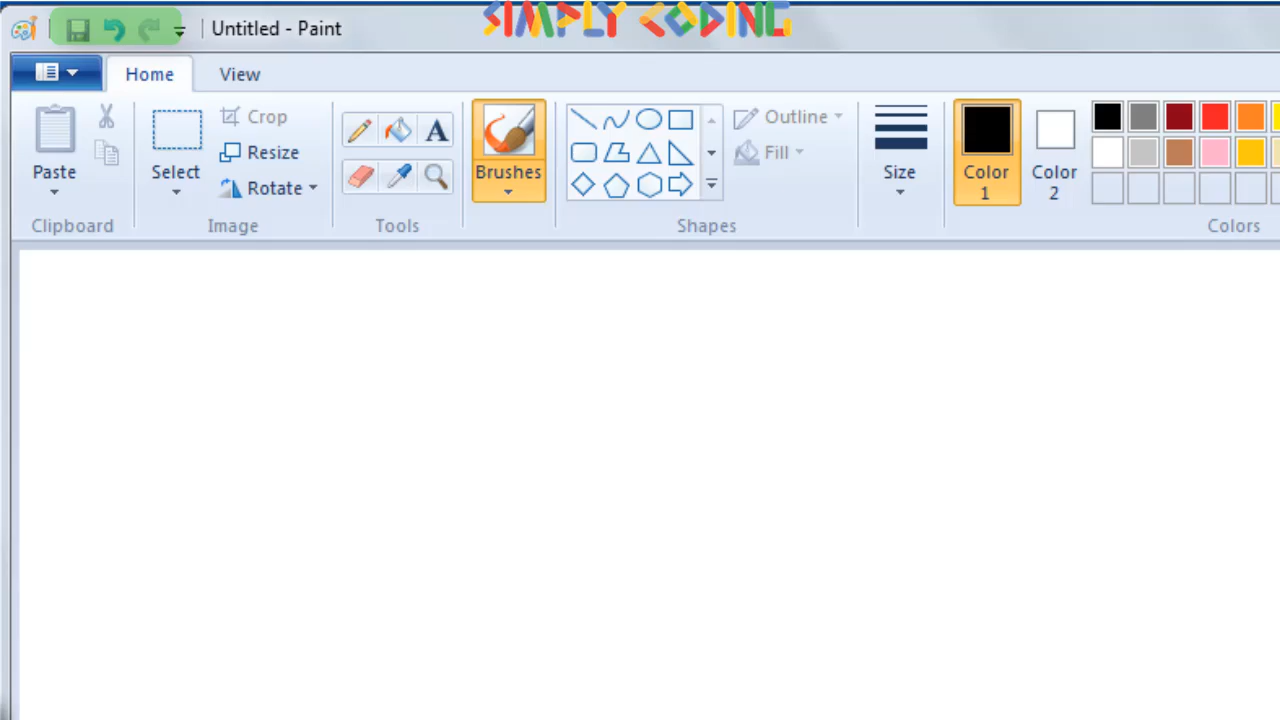 SIMPLY CODING
Untitled - Paint
Home View
Crop
Resize
Rotate
Paste
Select
Brushes
Outline
Fill
Size
Color 1
Color 2
Clipboard
Image
Tools
Shapes
Colors